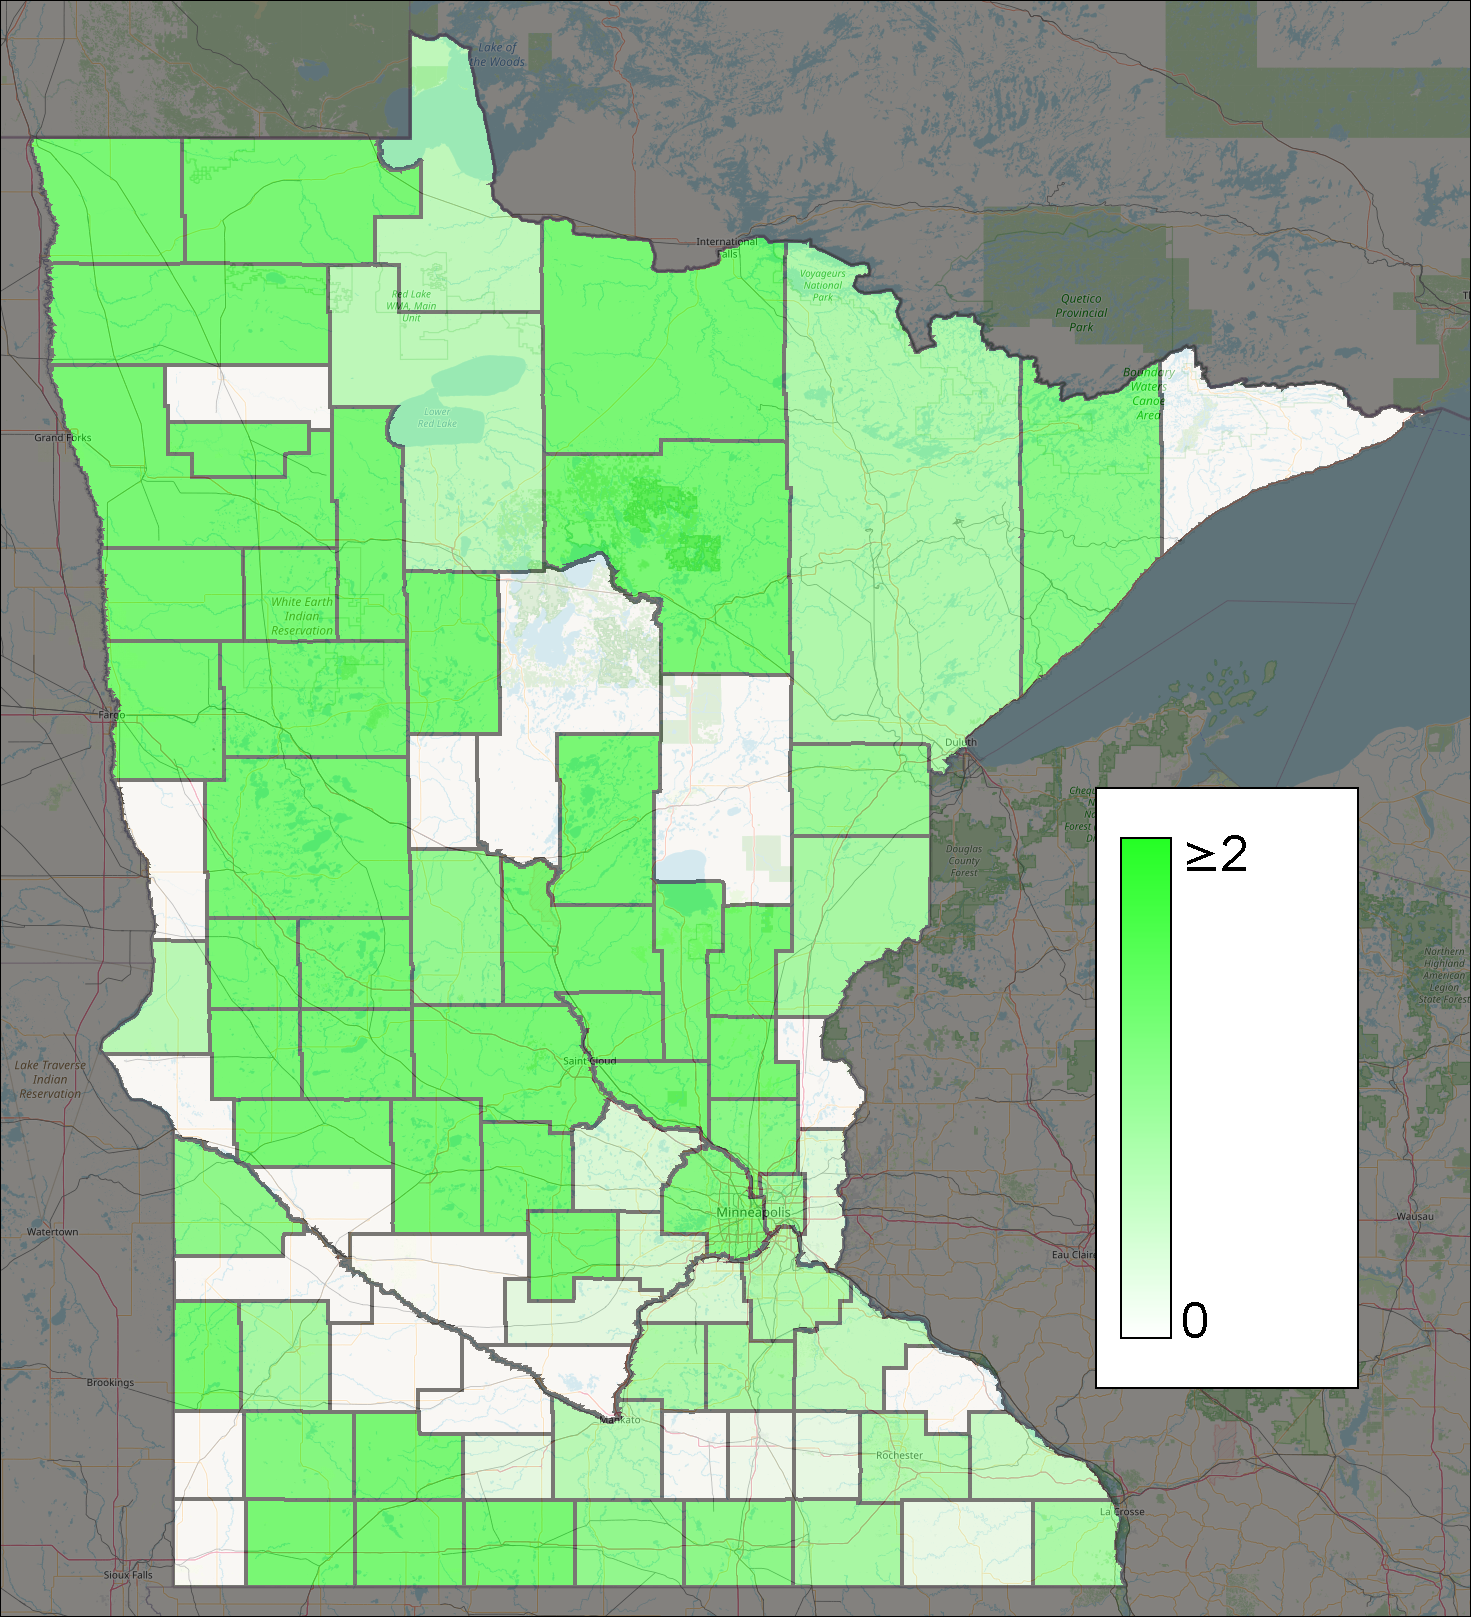 Lake of
the Woods
International
Falls
Voyageurs
National
Park
Quetico
Provincial
Park
Red Lake
WMA, Main
Unit
Boundary
Waters
Canoe
Area
Lower
Red Lake
Grand Forks
White Earth
Indian
Reservation
Fargo
Duluth
Douglas
County
Forest
≥2
Northern
Highland
American
Legion
State Forest
Lake Traverse
Indian
Reservation
Saint Cloud
Minneapolis
Watertown
Wausau
Eau Clair
0
Brookings
Mankato
Rochester
La Crosse
Sioux Falls